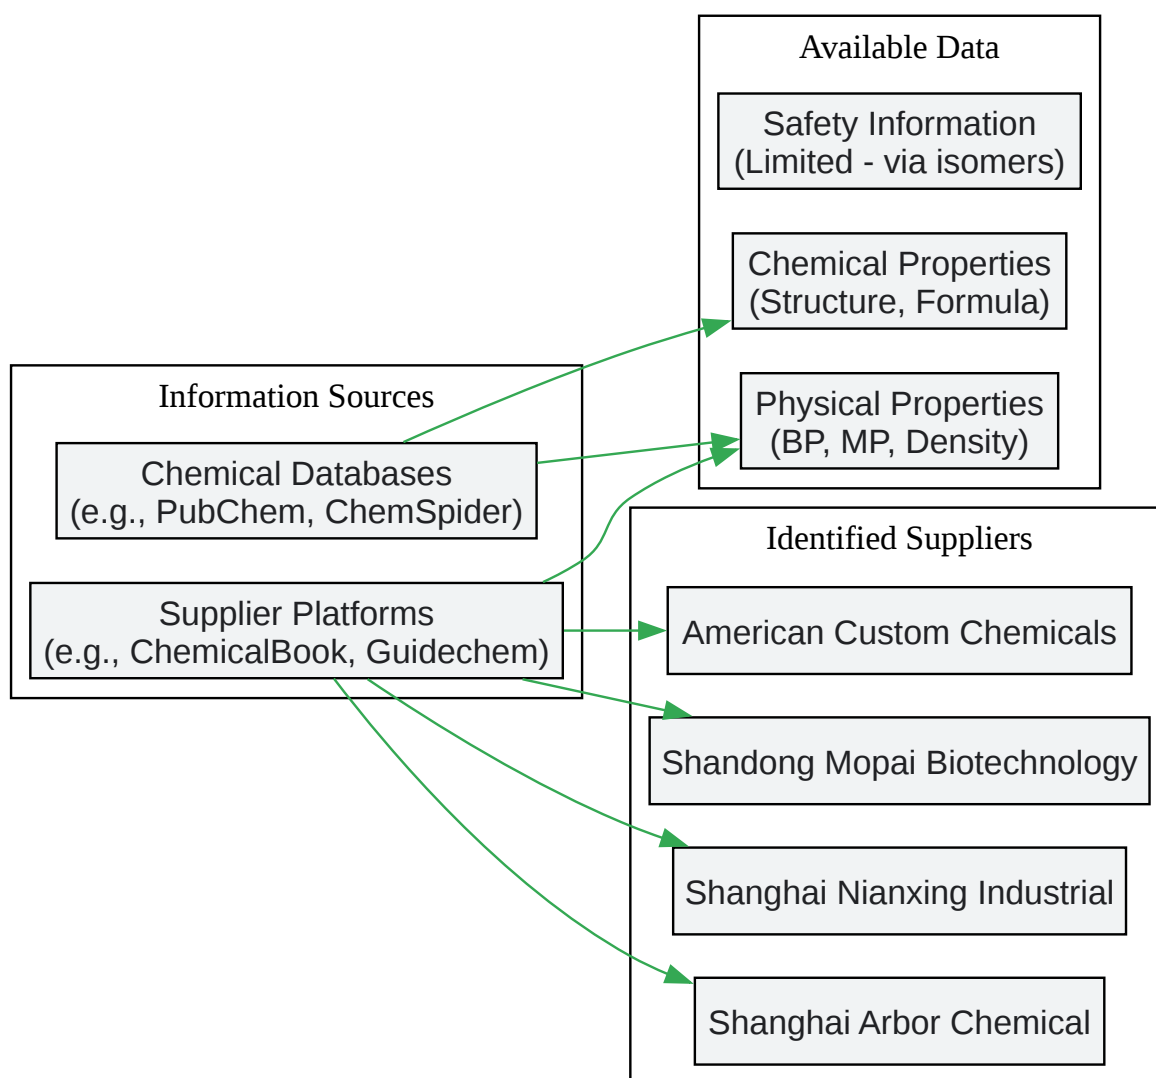 Available Data
Safety Information
(Limited - via isomers)
Chemical Properties
(Structure, Formula)
Physical Properties
(BP, MP, Density)
Information Sources
Chemical Databases
(e.g., PubChem, ChemSpider)
Supplier Platforms
(e.g., ChemicalBook, Guidechem)
Identified Suppliers
American Custom Chemicals
Shandong Mopai Biotechnology
Shanghai Nianxing Industrial
Shanghai Arbor Chemical